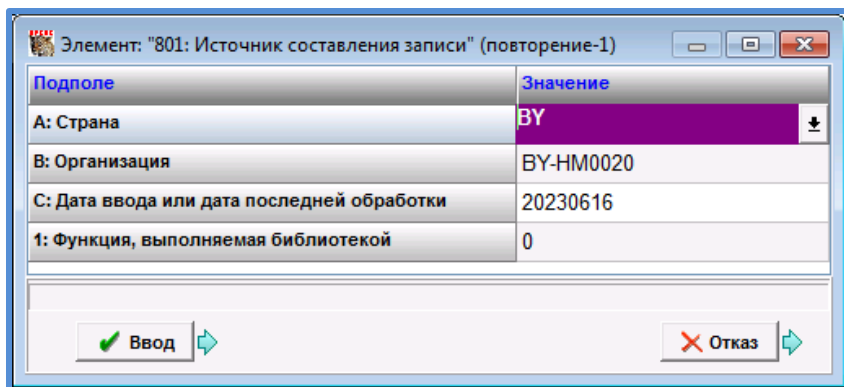 Элемент: "801: Источник составления записи" (повторение-1)
Подполе Значение
A: Страна BY
B: Организация BY-HM0020
C: Дата ввода или дата последней обработки 20230616
1: Функция, выполняемая библиотекой 0
Ввод Отказ